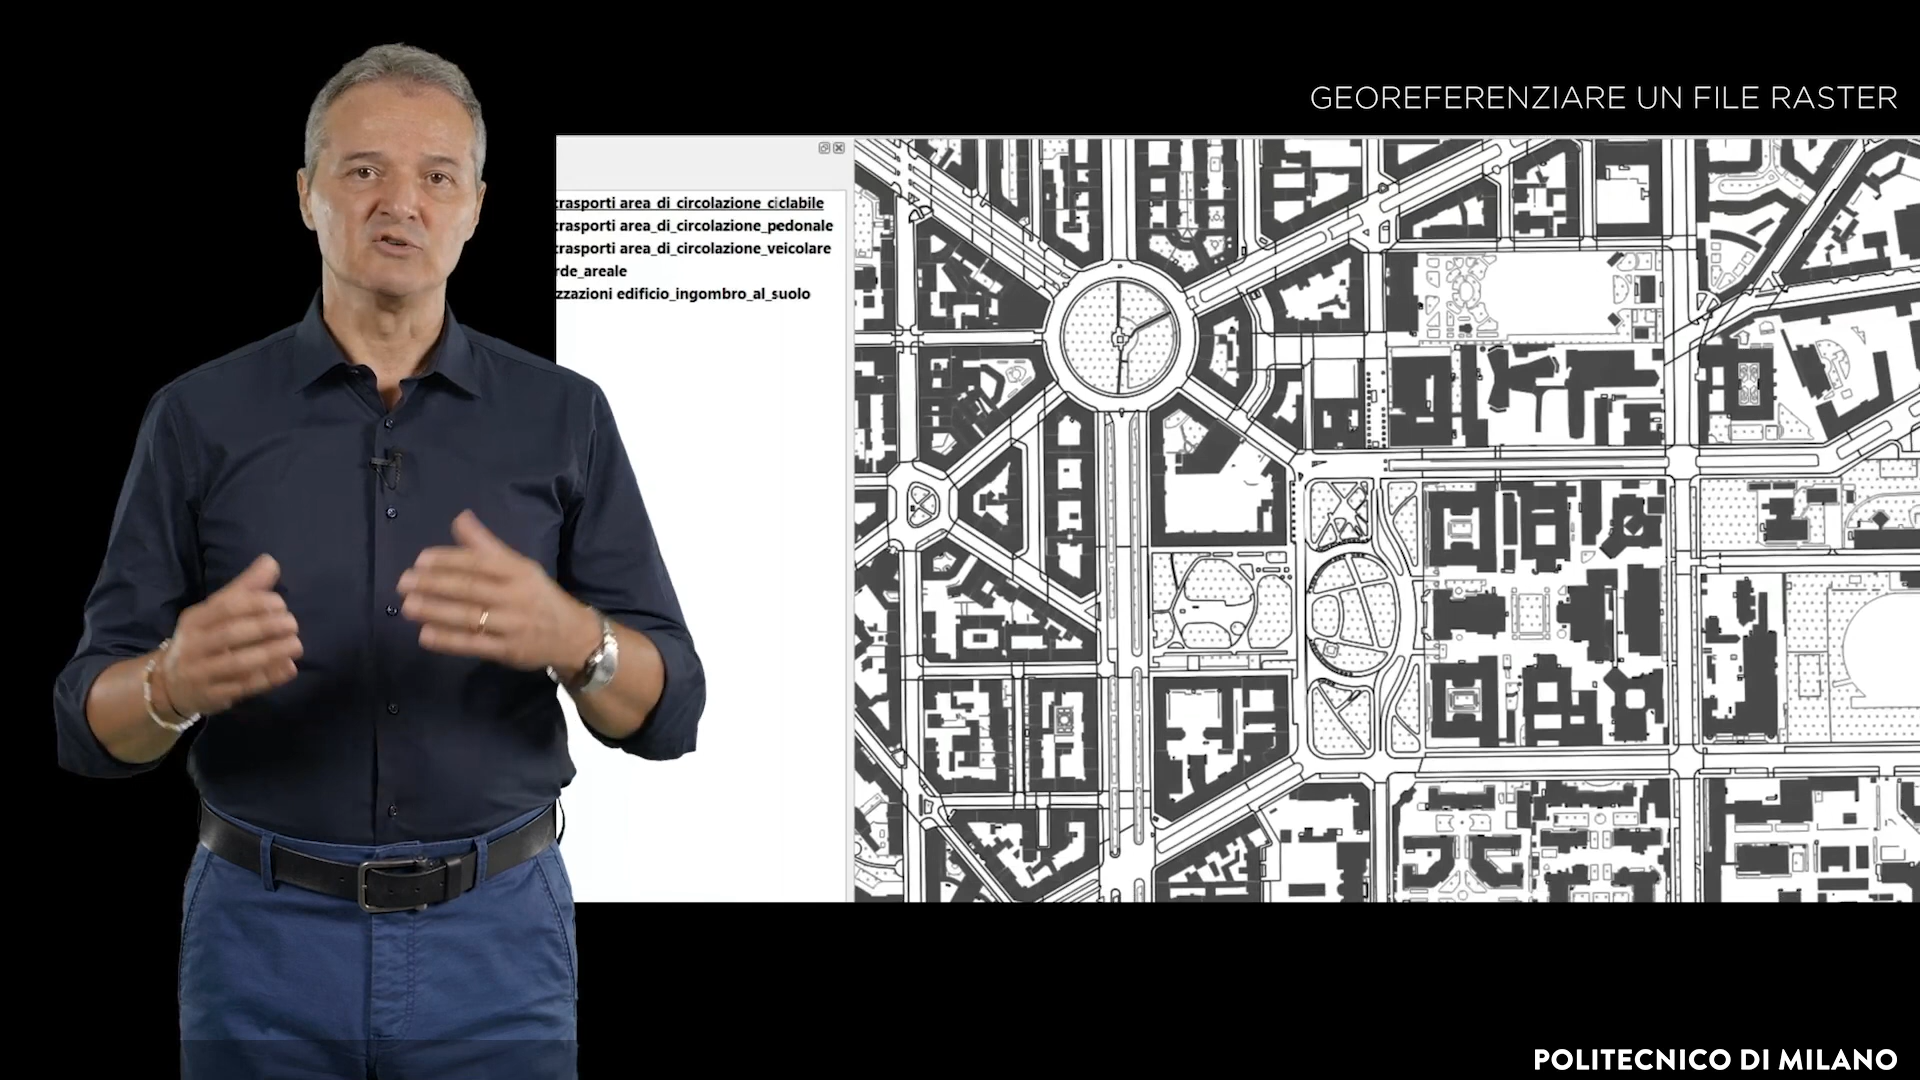 GEOREFERENZIARE UN FILE RASTER
trasporti area_di_circolazione_ciclabile
trasporti area_di_circolazione_pedonale
trasporti area_di_circolazione_veicolare
rde_areale
zzazioni edificio_ingombro_al_suolo
POLITECNICO DI MILANO